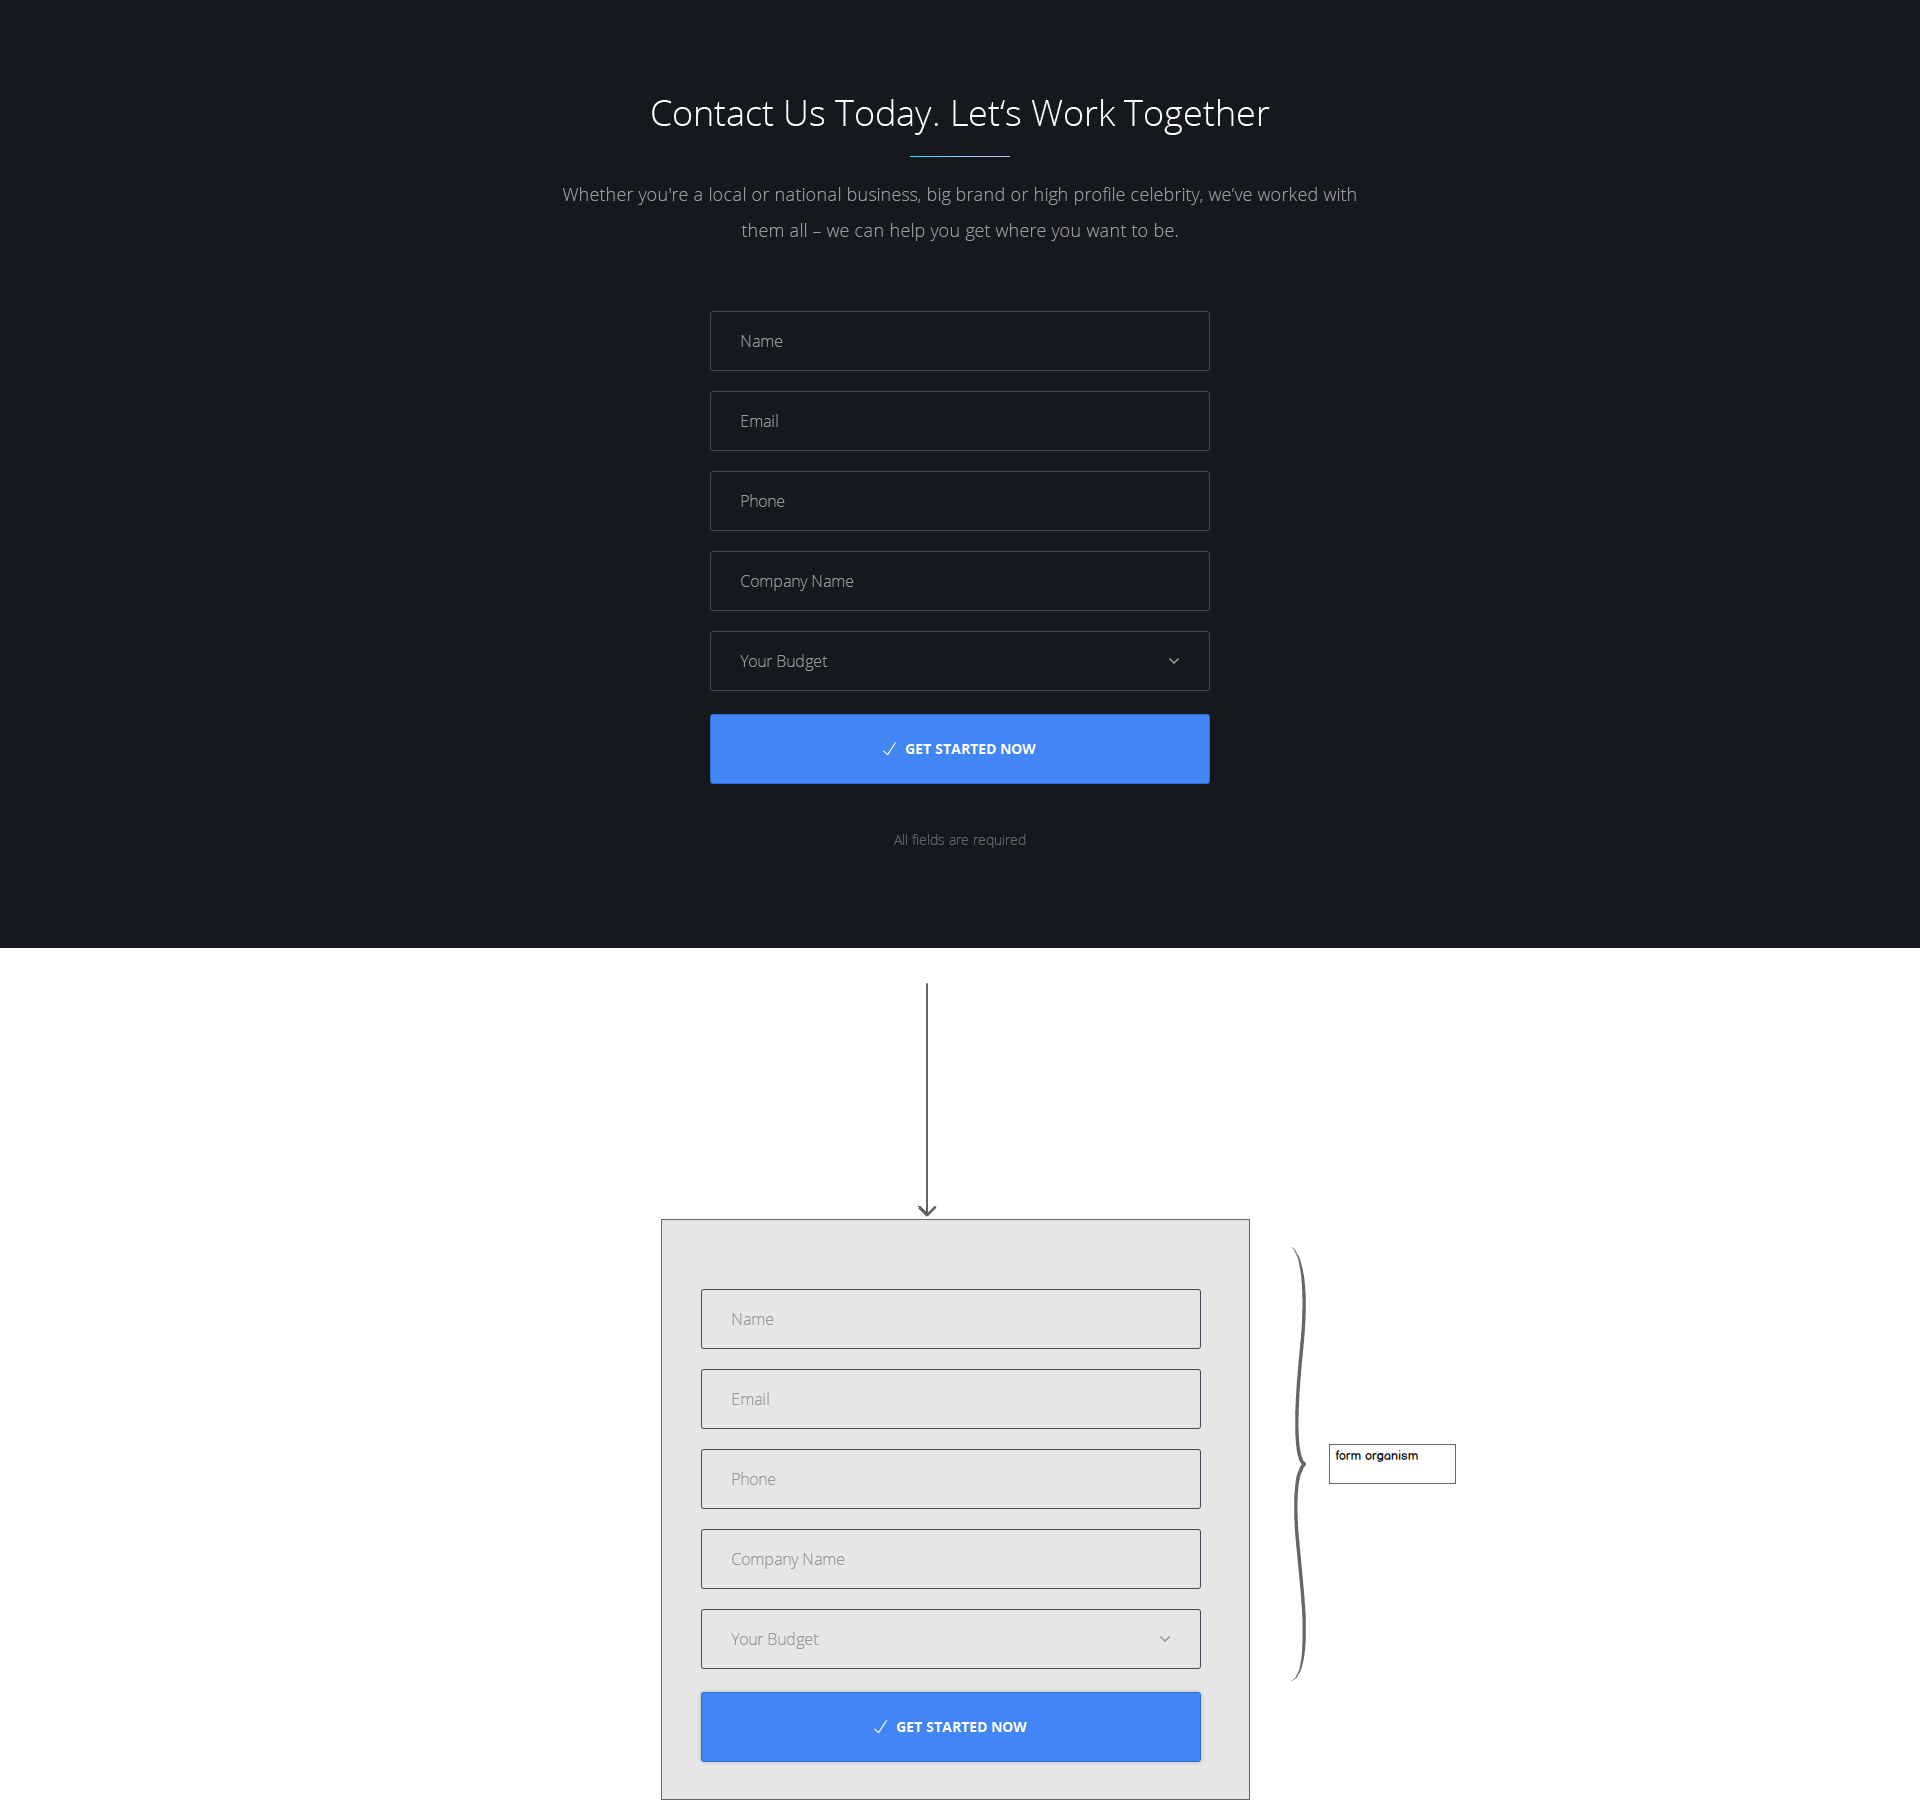 Contact Us Today. Let‘s Work Together
Whether you're a local or national business, big brand or high profile celebrity, we’ve worked with
them all – we can help you get where you want to be.
Name
Email
Phone
Company Name
Your Budget
GET STARTED NOW
All fields are required
Name
Email
Phone
Company Name
Your Budget
GET STARTED NOW
form organism